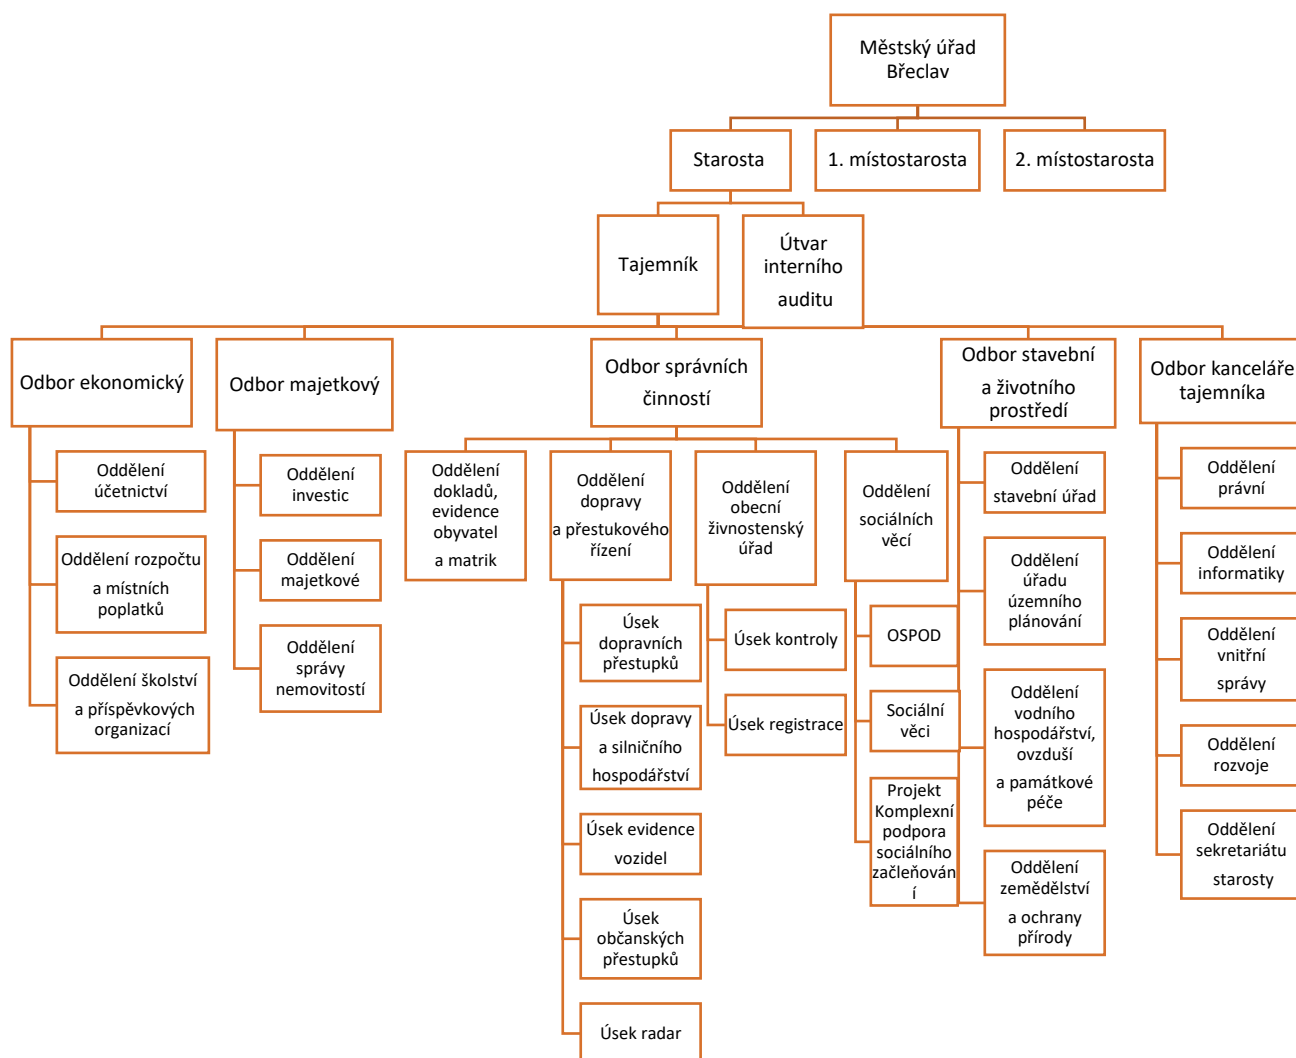 Městský úřad
Břeclav
Starosta
1. místostarosta
2. místostarosta
Tajemník
Útvar
interního
auditu
Odbor ekonomický
Odbor majetkový
Odbor správních
činností
Odbor stavební
a životního
prostředí
Odbor kanceláře
tajemníka
Oddělení
účetnictví
Oddělení rozpočtu
a místních
poplatků
Oddělení školství
a příspěvkových
organizací
Oddělení
investic
Oddělení
majetkové
Oddělení
správy
nemovitostí
Oddělení
dokladů,
evidence
obyvatel
a matrik
Oddělení
dopravy
a přestukového
řízení
Úsek
dopravních
přestupků
Úsek dopravy
a silničního
hospodářství
Úsek evidence
vozidel
Úsek
občanských
přestupků
Úsek radar
Oddělení
obecní
živnostenský
úřad
Úsek kontroly
Úsek registrace
Oddělení
sociálních
věcí
OSPOD
Sociální
věci
Projekt
Komplexní
podpora
sociálního
začleňován
í
Oddělení
stavební úřad
Oddělení
úřadu
územního
plánování
Oddělení
vodního
hospodářství,
ovzduší
a památkové
péče
Oddělení
zemědělství
a ochrany
přírody
Oddělení
právní
Oddělení
informatiky
Oddělení
vnitřní
správy
Oddělení
rozvoje
Oddělení
sekretariátu
starosty